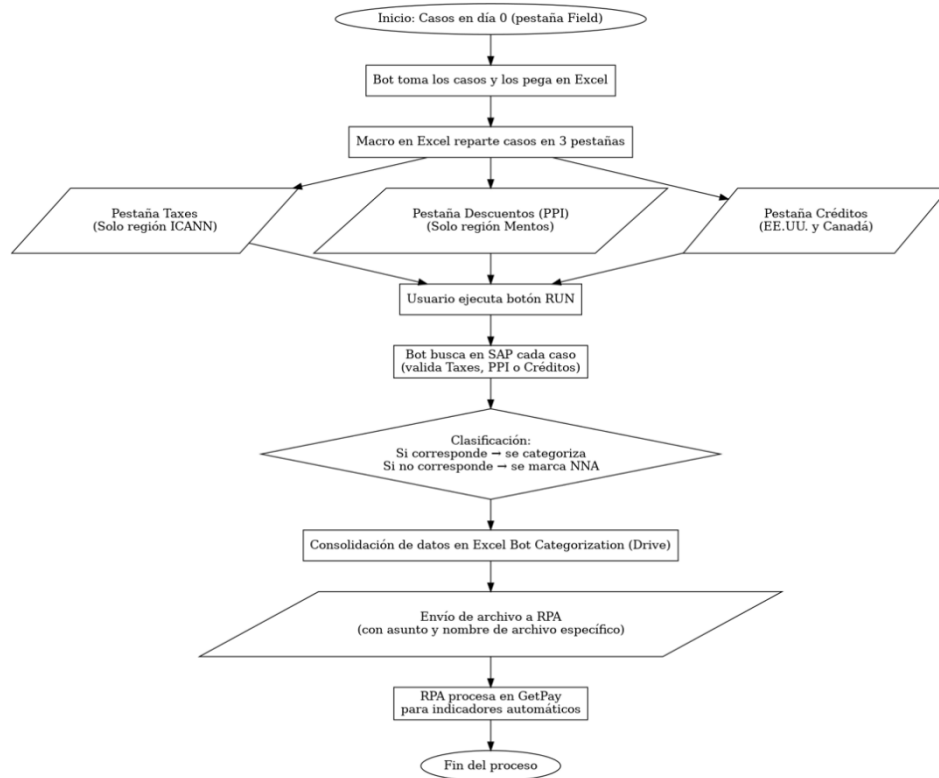 Inicio: Casos en día 0 (pestaña Field)
Bot toma los casos y los pega en Excel
Macro en Excel reparte casos en 3 pestañas
Pestaña Taxes
(Solo región ICANN)
Pestaña Descuentos (PPI)
(Solo región Mentos)
Pestaña Créditos
(EE.UU. y Canadá)
Usuario ejecuta botón RUN
Bot busca en SAP cada caso
(valida Taxes, PPI o Créditos)
Clasificación:
Si corresponde → se categoriza
Si no corresponde → se marca NNA
Consolidación de datos en Excel Bot Categorization (Drive)
Envío de archivo a RPA
(con asunto y nombre de archivo específico)
RPA procesa en GetPay
para indicadores automáticos
Fin del proceso